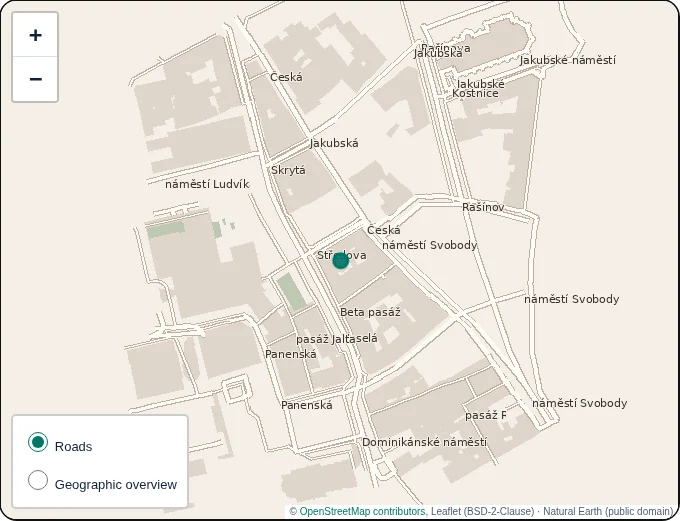 +
−
Rašínova
Jakubská
Jakubské náměstí
Česká
Jakubské
Kostnice
Jakubská
Skrytá
náměstí Ludvík
Rašínov
Česká
náměstí Svobody
náměstí Svobody
Beta pasáž
pasáž Jalta
Panenská
Panenská
náměstí Svobody
pasáž P
Dominikánské náměstí
Roads
Geographic overview
© OpenStreetMap contributors, Leaflet (BSD-2-Clause) · Natural Earth (public domain)